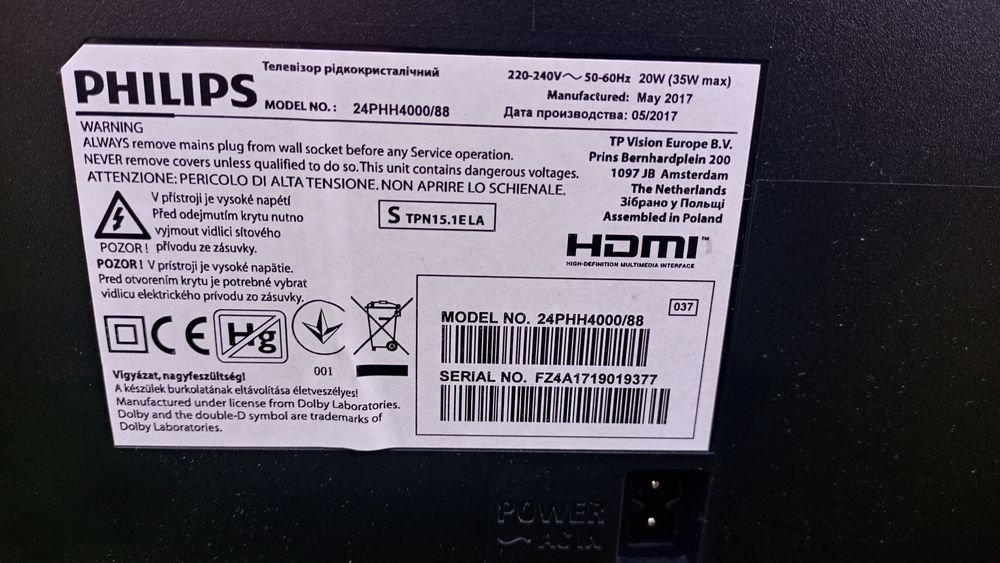 PHILIPS
Телевізор рідкокристалічний
MODEL NO.: 24PHH4000/88
220-240V～ 50-60Hz 20W (35W max)
Manufactured: May 2017
Дата производства: 05/2017
WARNING
ALWAYS remove mains plug from wall socket before any Service operation.
NEVER remove covers unless qualified to do so.This unit contains dangerous voltages.
ATTENZIONE: PERICOLO DI ALTA TENSIONE. NON APRIRE LO SCHIENALE.
TP Vision Europe B.V.
Prins Bernhardplein 200
1097 JB Amsterdam
The Netherlands
Зібрано у Польщі
Assembled in Poland
V přístroji je vysoké napětí
Před odejmutím krytu nutno
vyjmout vidlici síťového
POZOR! přívodu ze zásuvky.
S TPN15.1E LA
HDMI™
HIGH-DEFINITION MULTIMEDIA INTERFACE
POZOR! V prístroji je vysoké napätie.
Pred otvorením krytu je potrebné vybrat
vidlicu elektrického prívodu zo zásuvky.
CE
Hg
001
037
MODEL NO. 24PHH4000/88
SERIAL NO. FZ4A1719019377
Vigyázat, nagyfeszültség!
A készülek burkolatának eltávolítása életveszélyes!
Manufactured under license from Dolby Laboratories.
Dolby and the double-D symbol are trademarks of
Dolby Laboratories.
POWER
～ AC IN